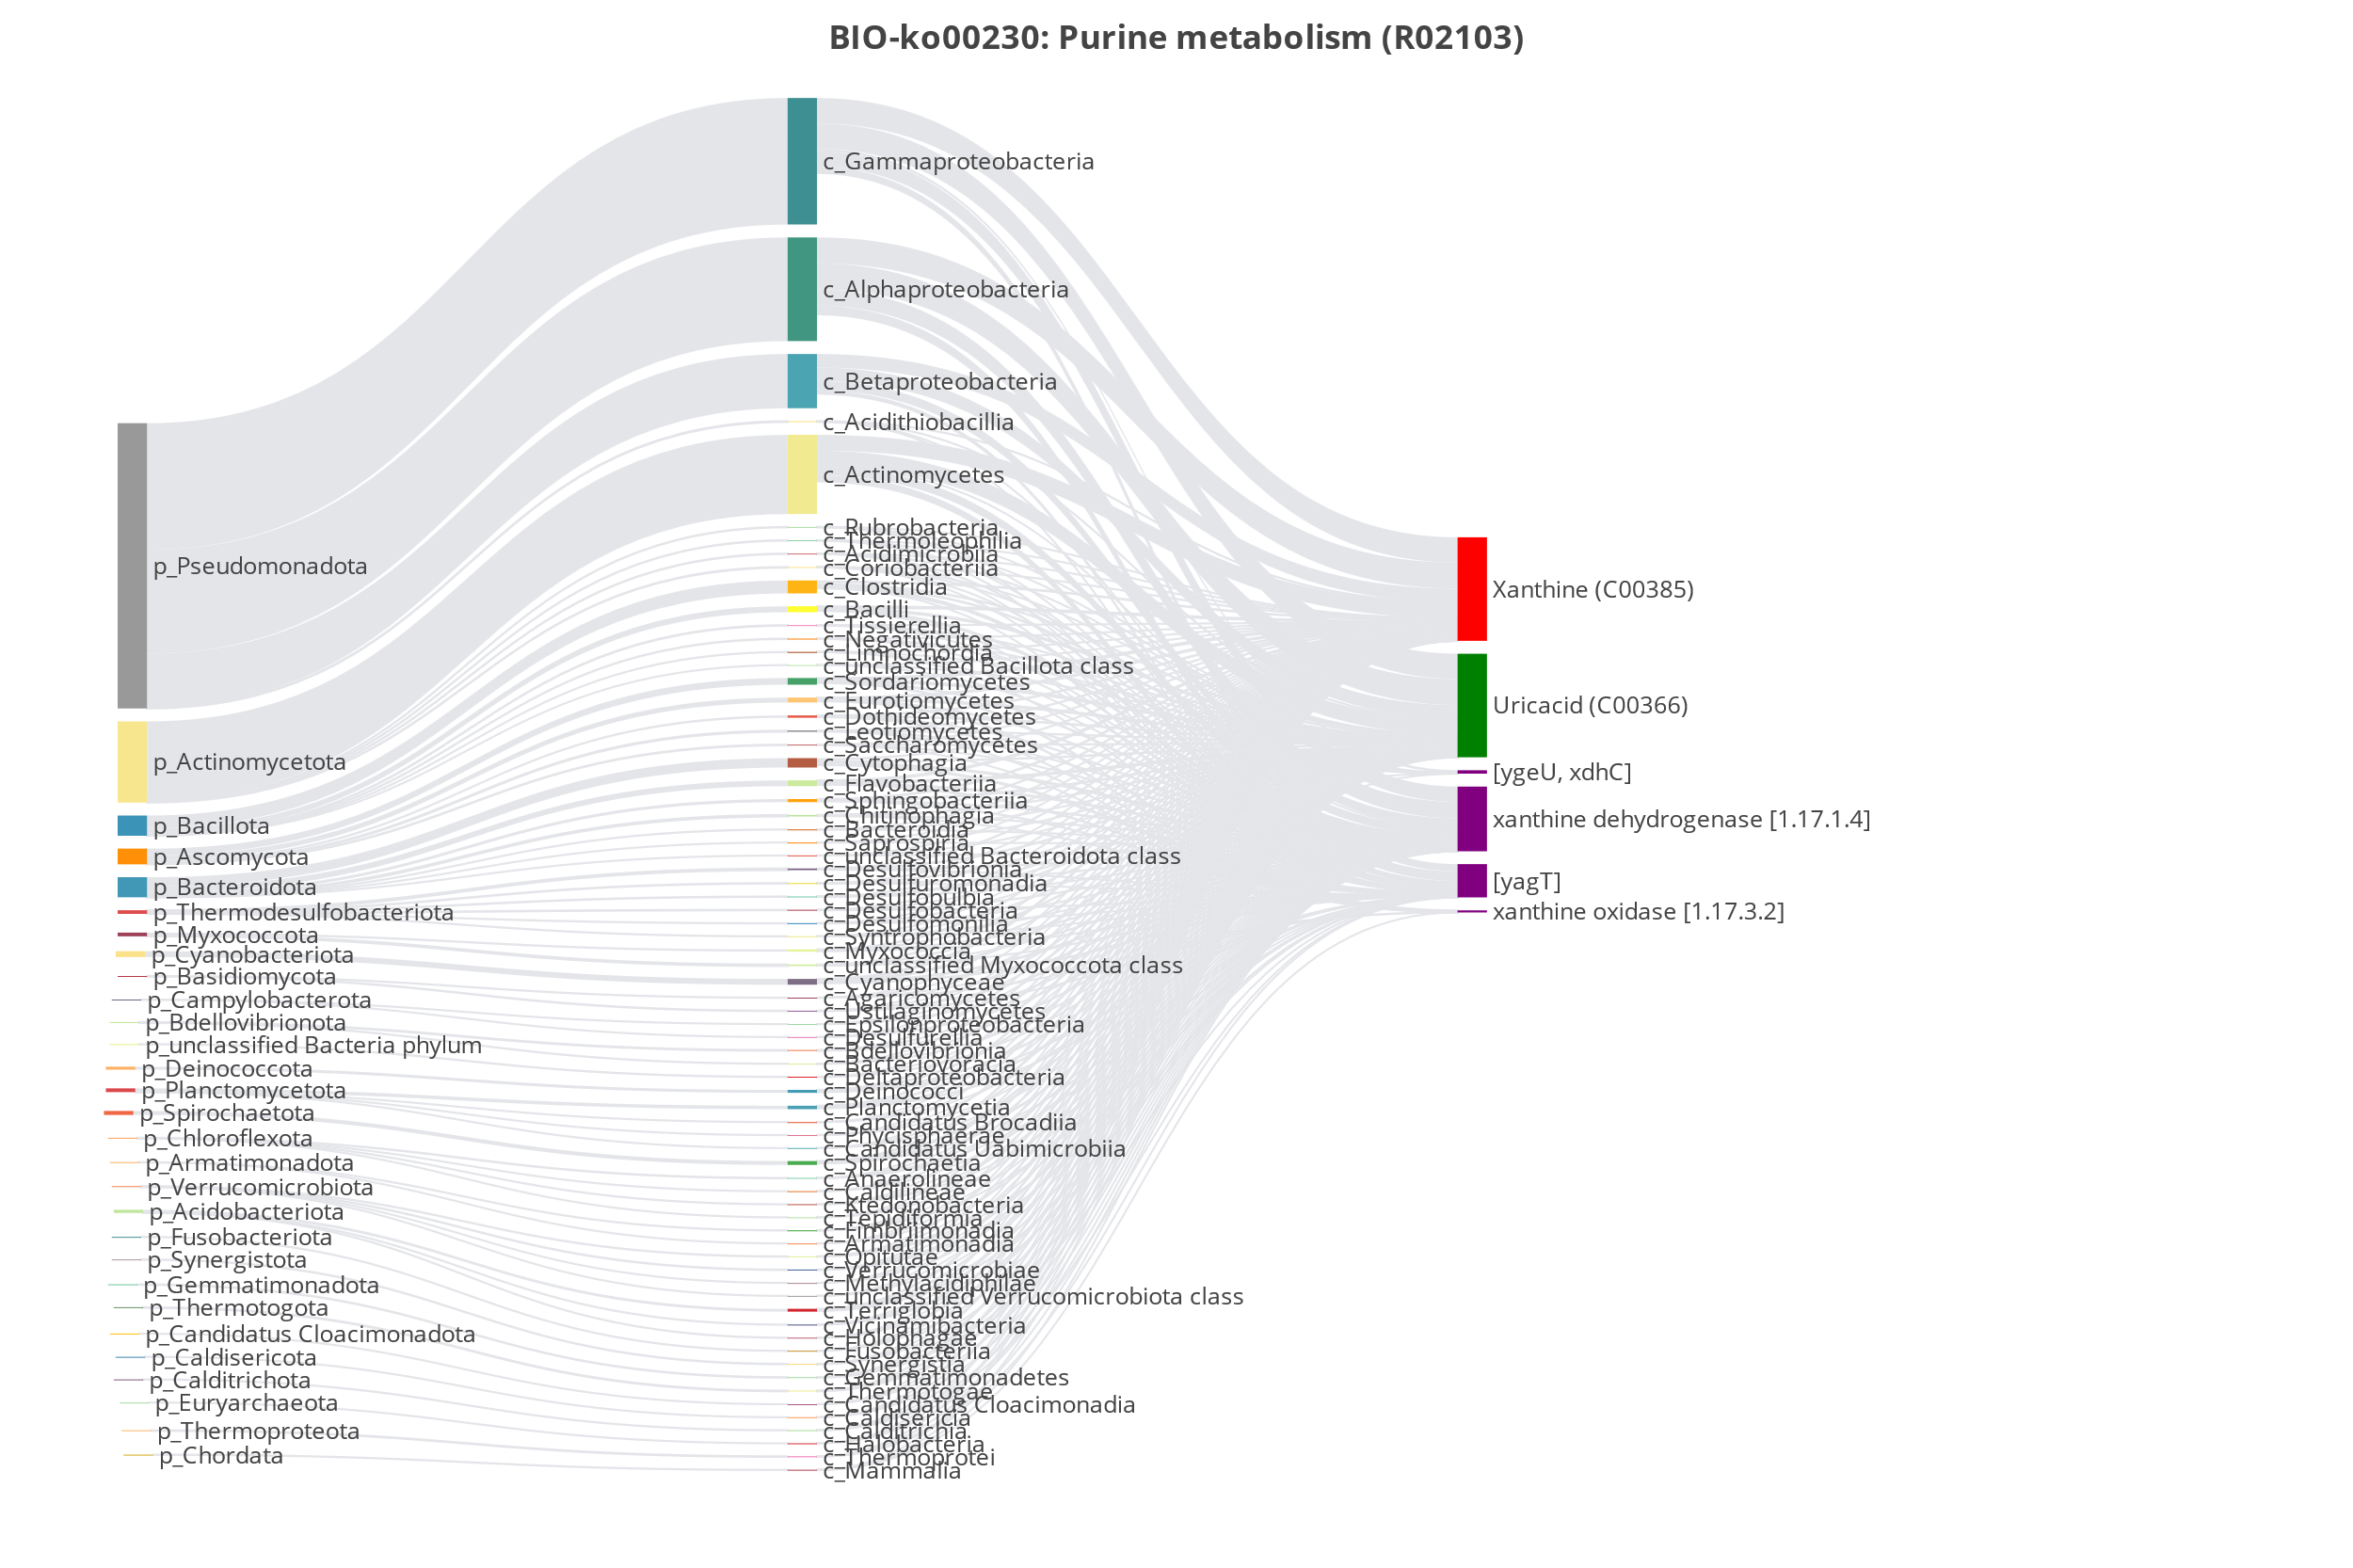 BIO-ko00230: Purine metabolism (R02103)
p_Pseudomonadota
p_Actinomycetota
p_Bacillota
p_Ascomycota
p_Bacteroidota
p_Thermodesulfobacteriota
p_Myxococcota
p_Cyanobacteriota
p_Basidiomycota
p_Campylobacterota
p_Bdellovibrionota
p_unclassified Bacteria phylum
p_Deinococcota
p_Planctomycetota
p_Spirochaetota
p_Chloroflexota
p_Armatimonadota
p_Verrucomicrobiota
p_Acidobacteriota
p_Fusobacteriota
p_Synergistota
p_Gemmatimonadota
p_Thermotogota
p_Candidatus Cloacimonadota
p_Caldisericota
p_Calditrichota
p_Euryarchaeota
p_Thermoproteota
p_Chordata
c_Gammaproteobacteria
c_Alphaproteobacteria
c_Betaproteobacteria
c_Acidithiobacillia
c_Actinomycetes
c_Rubrobacteria
c_Thermoleophilia
c_Acidimicrobiia
c_Coriobacteriia
c_Clostridia
c_Bacilli
c_Tissierellia
c_Negativicutes
c_Limnochordia
c_unclassified Bacillota class
c_Sordariomycetes
c_Eurotiomycetes
c_Dothideomycetes
c_Leotiomycetes
c_Saccharomycetes
c_Cytophagia
c_Flavobacteriia
c_Sphingobacteriia
c_Chitinophagia
c_Bacteroidia
c_Saprospiria
c_unclassified Bacteroidota class
c_Desulfovibrionia
c_Desulfuromonadia
c_Desulfobulbia
c_Desulfobacteria
c_Desulfomonilia
c_Syntrophobacteria
c_Myxococcia
c_unclassified Myxococcota class
c_Cyanophyceae
c_Agaricomycetes
c_Ustilaginomycetes
c_Epsilonproteobacteria
c_Desulfurellia
c_Bdellovibrionia
c_Bacteriovoracia
c_Deltaproteobacteria
c_Deinococci
c_Planctomycetia
c_Candidatus Brocadiia
c_Phycisphaerae
c_Candidatus Uabimicrobiia
c_Spirochaetia
c_Anaerolineae
c_Caldilineae
c_Ktedonobacteria
c_Tepidiformia
c_Fimbriimonadia
c_Armatimonadia
c_Opitutae
c_Verrucomicrobiae
c_Methylacidiphilae
c_unclassified Verrucomicrobiota class
c_Terriglobia
c_Vicinamibacteria
c_Holophagae
c_Fusobacteriia
c_Synergistia
c_Gemmatimonadetes
c_Thermotogae
c_Candidatus Cloacimonadia
c_Caldisericia
c_Calditrichia
c_Halobacteria
c_Thermoprotei
c_Mammalia
Xanthine (C00385)
Uricacid (C00366)
[ygeU, xdhC]
xanthine dehydrogenase [1.17.1.4]
[yagT]
xanthine oxidase [1.17.3.2]